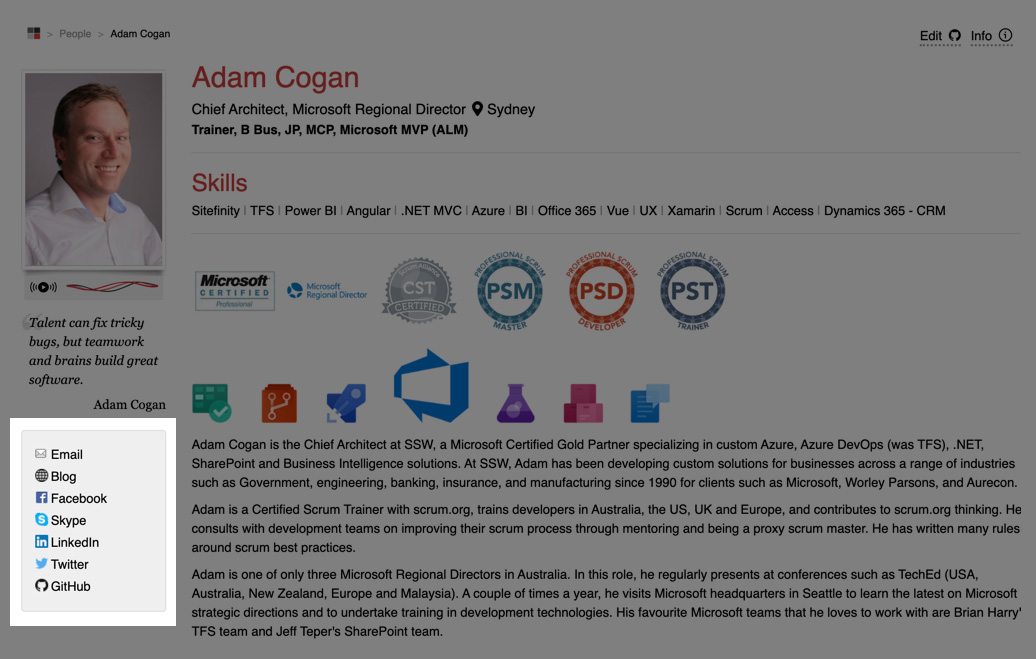 > People > Adam Cogan
Edit Info
Adam Cogan
Chief Architect, Microsoft Regional Director Sydney
Trainer, B Bus, JP, MCP, Microsoft MVP (ALM)
Skills
Sitefinity | TFS | Power BI | Angular | .NET MVC | Azure | BI | Office 365 | Vue | UX | Xamarin | Scrum | Access | Dynamics 365 - CRM
Microsoft
CERTIFIED
Professional
Microsoft
Regional Director
CST
CERTIFIED
PROFESSIONAL SCRUM
PSM
MASTER
PROFESSIONAL SCRUM
PSD
DEVELOPER
PROFESSIONAL SCRUM
PST
TRAINER
Talent can fix tricky
bugs, but teamwork
and brains build great
software.
Adam Cogan
Email
Blog
Facebook
Skype
LinkedIn
Twitter
GitHub
Adam Cogan is the Chief Architect at SSW, a Microsoft Certified Gold Partner specializing in custom Azure, Azure DevOps (was TFS), .NET,
SharePoint and Business Intelligence solutions. At SSW, Adam has been developing custom solutions for businesses across a range of industries
such as Government, engineering, banking, insurance, and manufacturing since 1990 for clients such as Microsoft, Worley Parsons, and Aurecon.
Adam is a Certified Scrum Trainer with scrum.org, trains developers in Australia, the US, UK and Europe, and contributes to scrum.org thinking. He
consults with development teams on improving their scrum process through mentoring and being a proxy scrum master. He has written many rules
around scrum best practices.
Adam is one of only three Microsoft Regional Directors in Australia. In this role, he regularly presents at conferences such as TechEd (USA,
Australia, New Zealand, Europe and Malaysia). A couple of times a year, he visits Microsoft headquarters in Seattle to learn the latest on Microsoft
strategic directions and to undertake training in development technologies. His favourite Microsoft teams that he loves to work with are Brian Harry'
TFS team and Jeff Teper's SharePoint team.